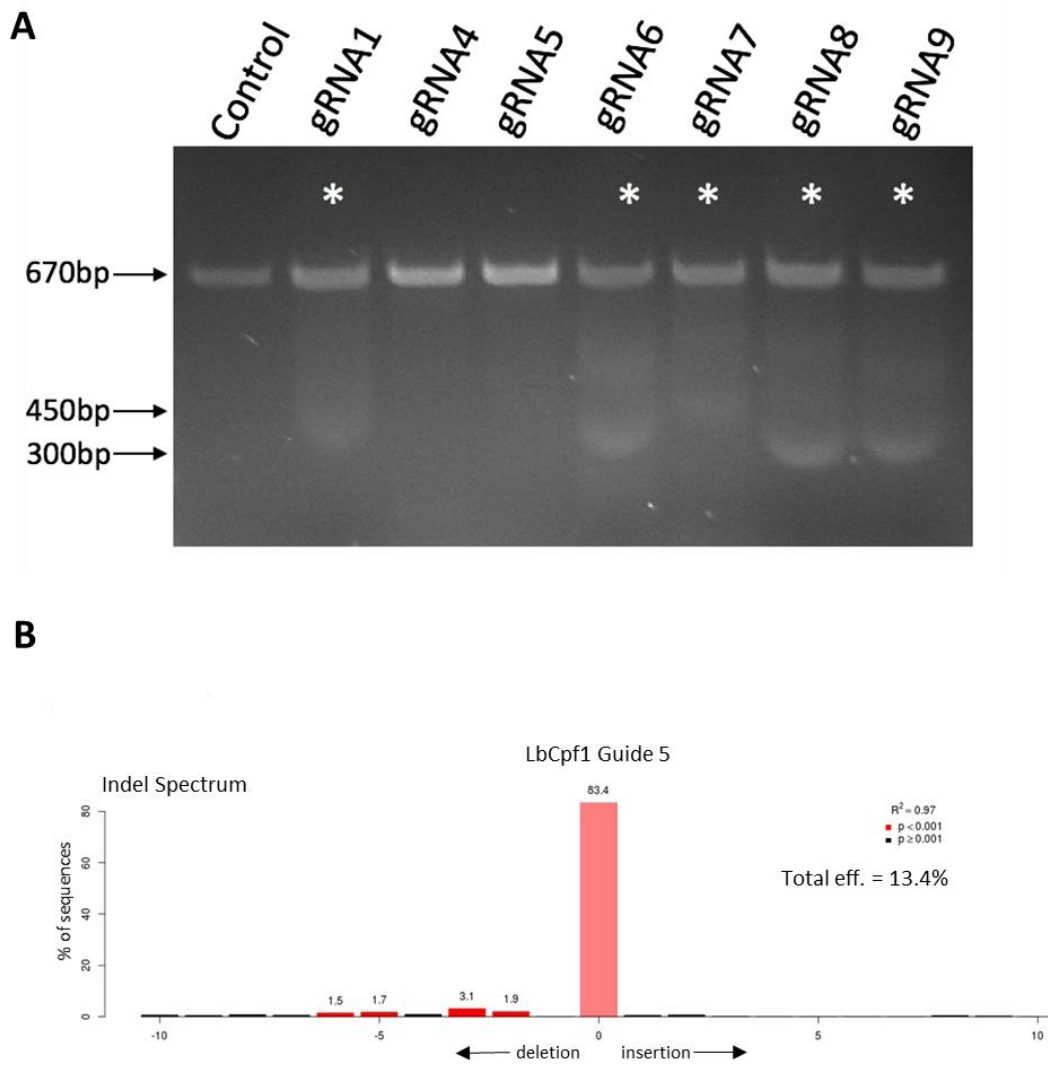 A
Control gRNA1 gRNA4 gRNA5 gRNA6 gRNA7 gRNA8 gRNA9
* * * * *
670bp
450bp
300bp
B
LbCpf1 Guide 5
Indel Spectrum
83.4
R² = 0.97
p < 0.001
p ≥ 0.001
Total eff. = 13.4%
% of sequences
80
60
40
20
0
1.5 1.7 3.1 1.9
-10 -5 0 5 10
deletion insertion